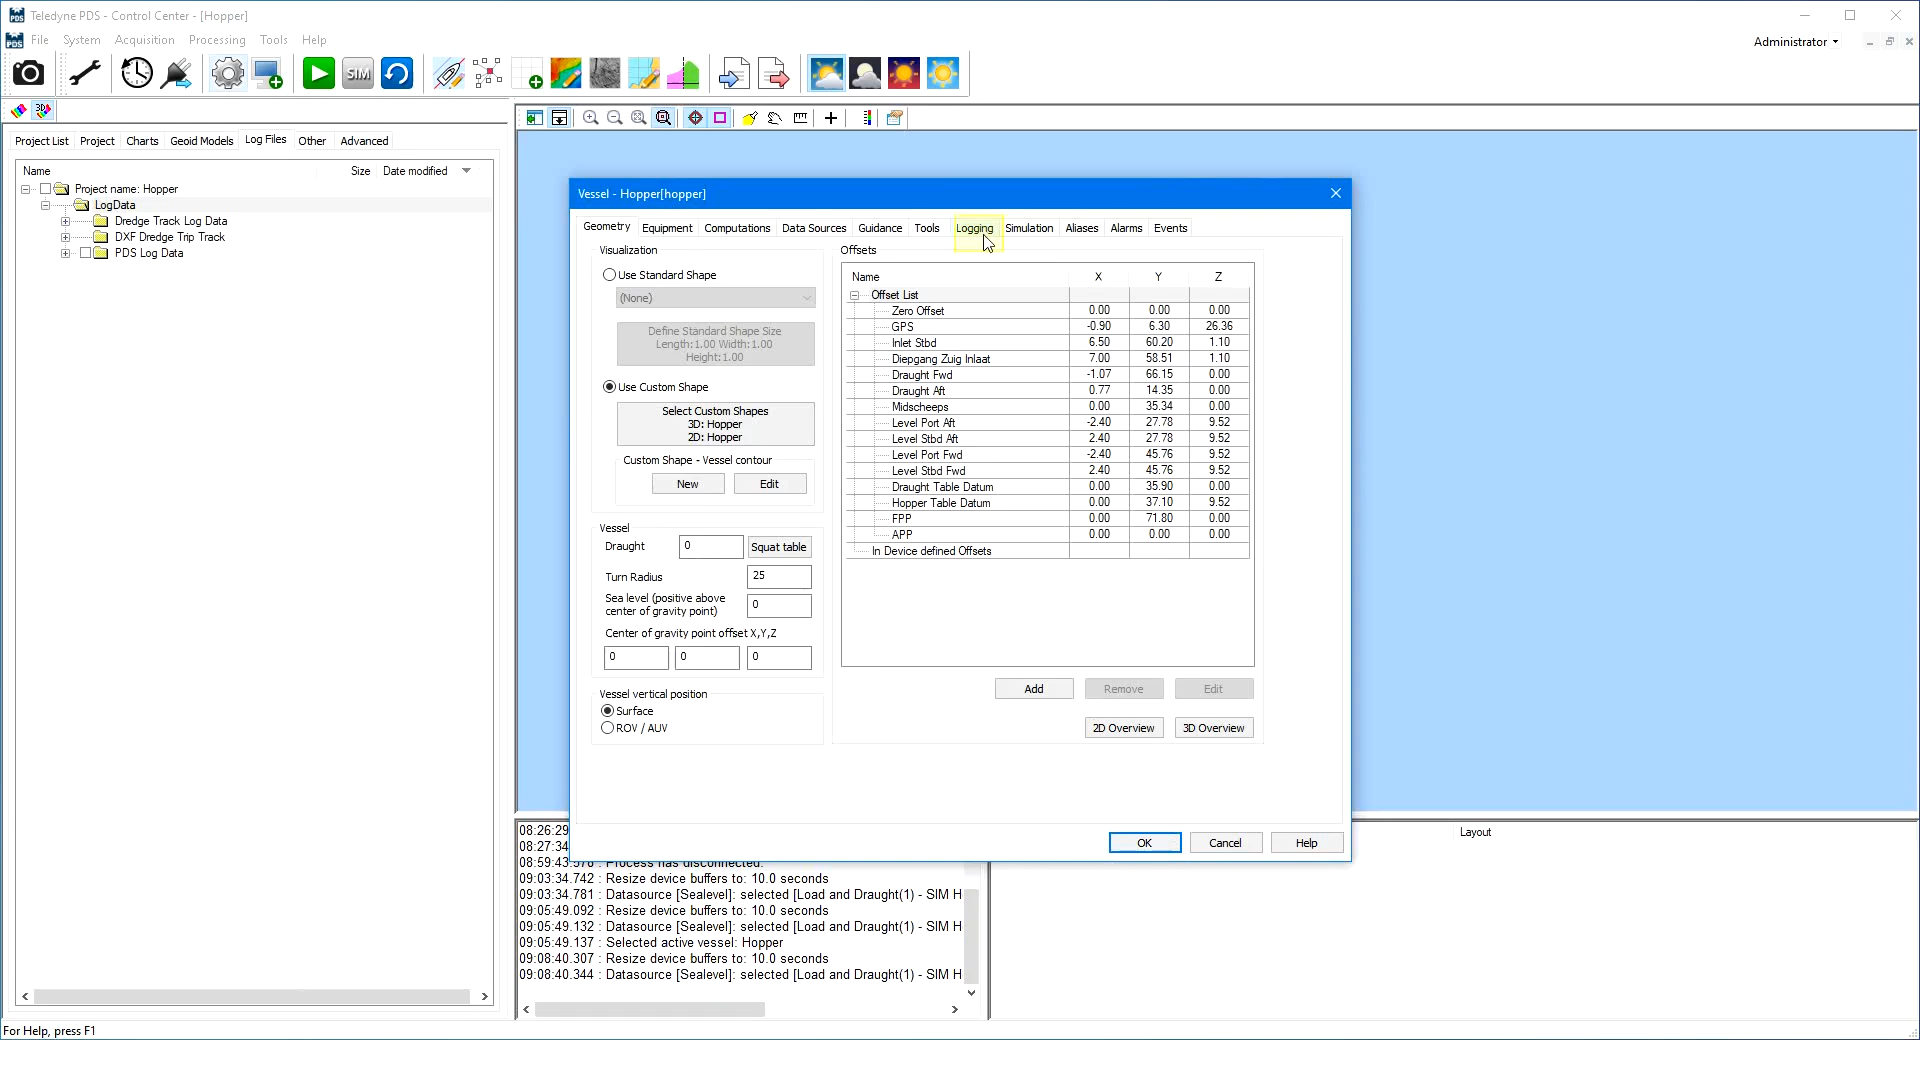 Teledyne PDS - Control Center - [Hopper]
File System Acquisition Processing Tools Help
Administrator
SIM
3D
Project List Project Charts Geoid Models Log Files Other Advanced
Name Size Date modified
Project name: Hopper
LogData
Dredge Track Log Data
DXF Dredge Trip Track
PDS Log Data
Vessel - Hopper[hopper]
Geometry Equipment Computations Data Sources Guidance Tools Logging Simulation Aliases Alarms Events
Visualization
Use Standard Shape
(None)
Define Standard Shape Size
Length:1.00 Width:1.00
Height:1.00
Use Custom Shape
Select Custom Shapes
3D: Hopper
2D: Hopper
Custom Shape - Vessel contour
New Edit
Vessel
Draught 0 Squat table
Turn Radius 25
Sea level (positive above
center of gravity point) 0
Center of gravity point offset X,Y,Z
0 0 0
Vessel vertical position
Surface
ROV / AUV
Offsets
Name X Y Z
Offset List
Zero Offset 0.00 0.00 0.00
GPS -0.90 6.30 26.36
Inlet Stbd 6.50 60.20 1.10
Diepgang Zuig Inlaat 7.00 58.51 1.10
Draught Fwd -1.07 66.15 0.00
Draught Aft 0.77 14.35 0.00
Midscheeps 0.00 35.34 0.00
Level Port Aft -2.40 27.78 9.52
Level Stbd Aft 2.40 27.78 9.52
Level Port Fwd -2.40 45.76 9.52
Level Stbd Fwd 2.40 45.76 9.52
Draught Table Datum 0.00 35.90 0.00
Hopper Table Datum 0.00 37.10 9.52
FPP 0.00 71.80 0.00
APP 0.00 0.00 0.00
In Device defined Offsets
Add Remove Edit
2D Overview 3D Overview
OK Cancel Help
08:26:29
08:27:34
08:59:43.576 : Process has disconnected.
09:03:34.742 : Resize device buffers to: 10.0 seconds
09:03:34.781 : Datasource [Sealevel]: selected [Load and Draught(1) - SIM H
09:05:49.092 : Resize device buffers to: 10.0 seconds
09:05:49.132 : Datasource [Sealevel]: selected [Load and Draught(1) - SIM H
09:05:49.137 : Selected active vessel: Hopper
09:08:40.307 : Resize device buffers to: 10.0 seconds
09:08:40.344 : Datasource [Sealevel]: selected [Load and Draught(1) - SIM H
Layout
For Help, press F1